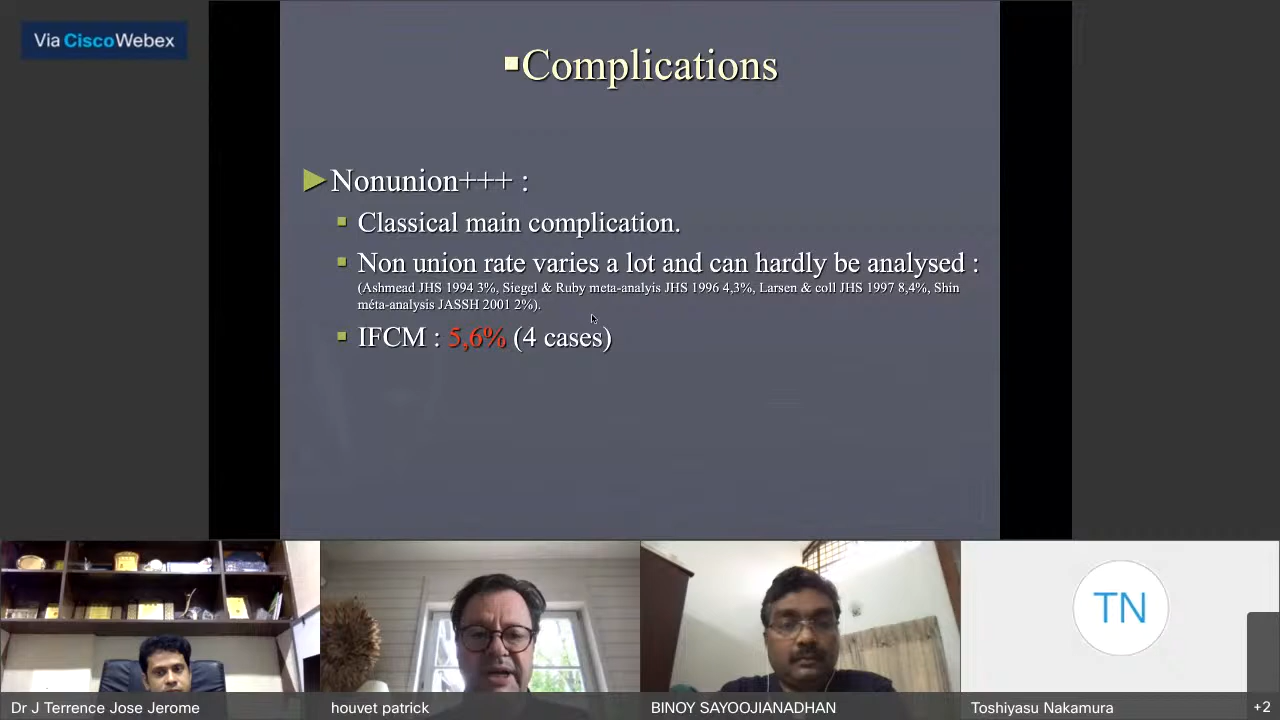 Via CiscoWebex
▪Complications
►Nonunion+++ :
▪ Classical main complication.
▪ Non union rate varies a lot and can hardly be analysed :
(Ashmead JHS 1994 3%, Siegel & Ruby meta-analyis JHS 1996 4,3%, Larsen & coll JHS 1997 8,4%, Shin
méta-analysis JASSH 2001 2%).
▪ IFCM : 5,6% (4 cases)
TN
Dr J Terrence Jose Jerome
houvet patrick
BINOY SAYOOJIANADHAN
Toshiyasu Nakamura
+2